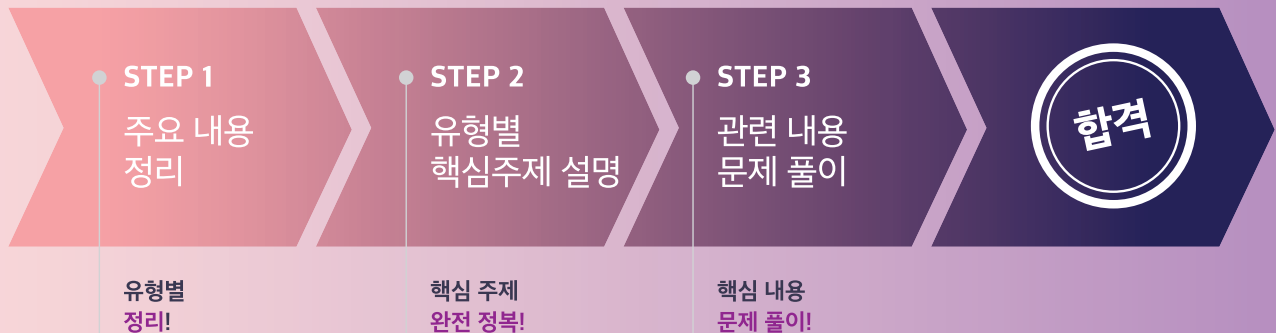 STEP 1
주요 내용
정리
STEP 2
유형별
핵심주제 설명
STEP 3
관련 내용
문제 풀이
합격
유형별
정리!
핵심 주제
완전 정복!
핵심 내용
문제 풀이!